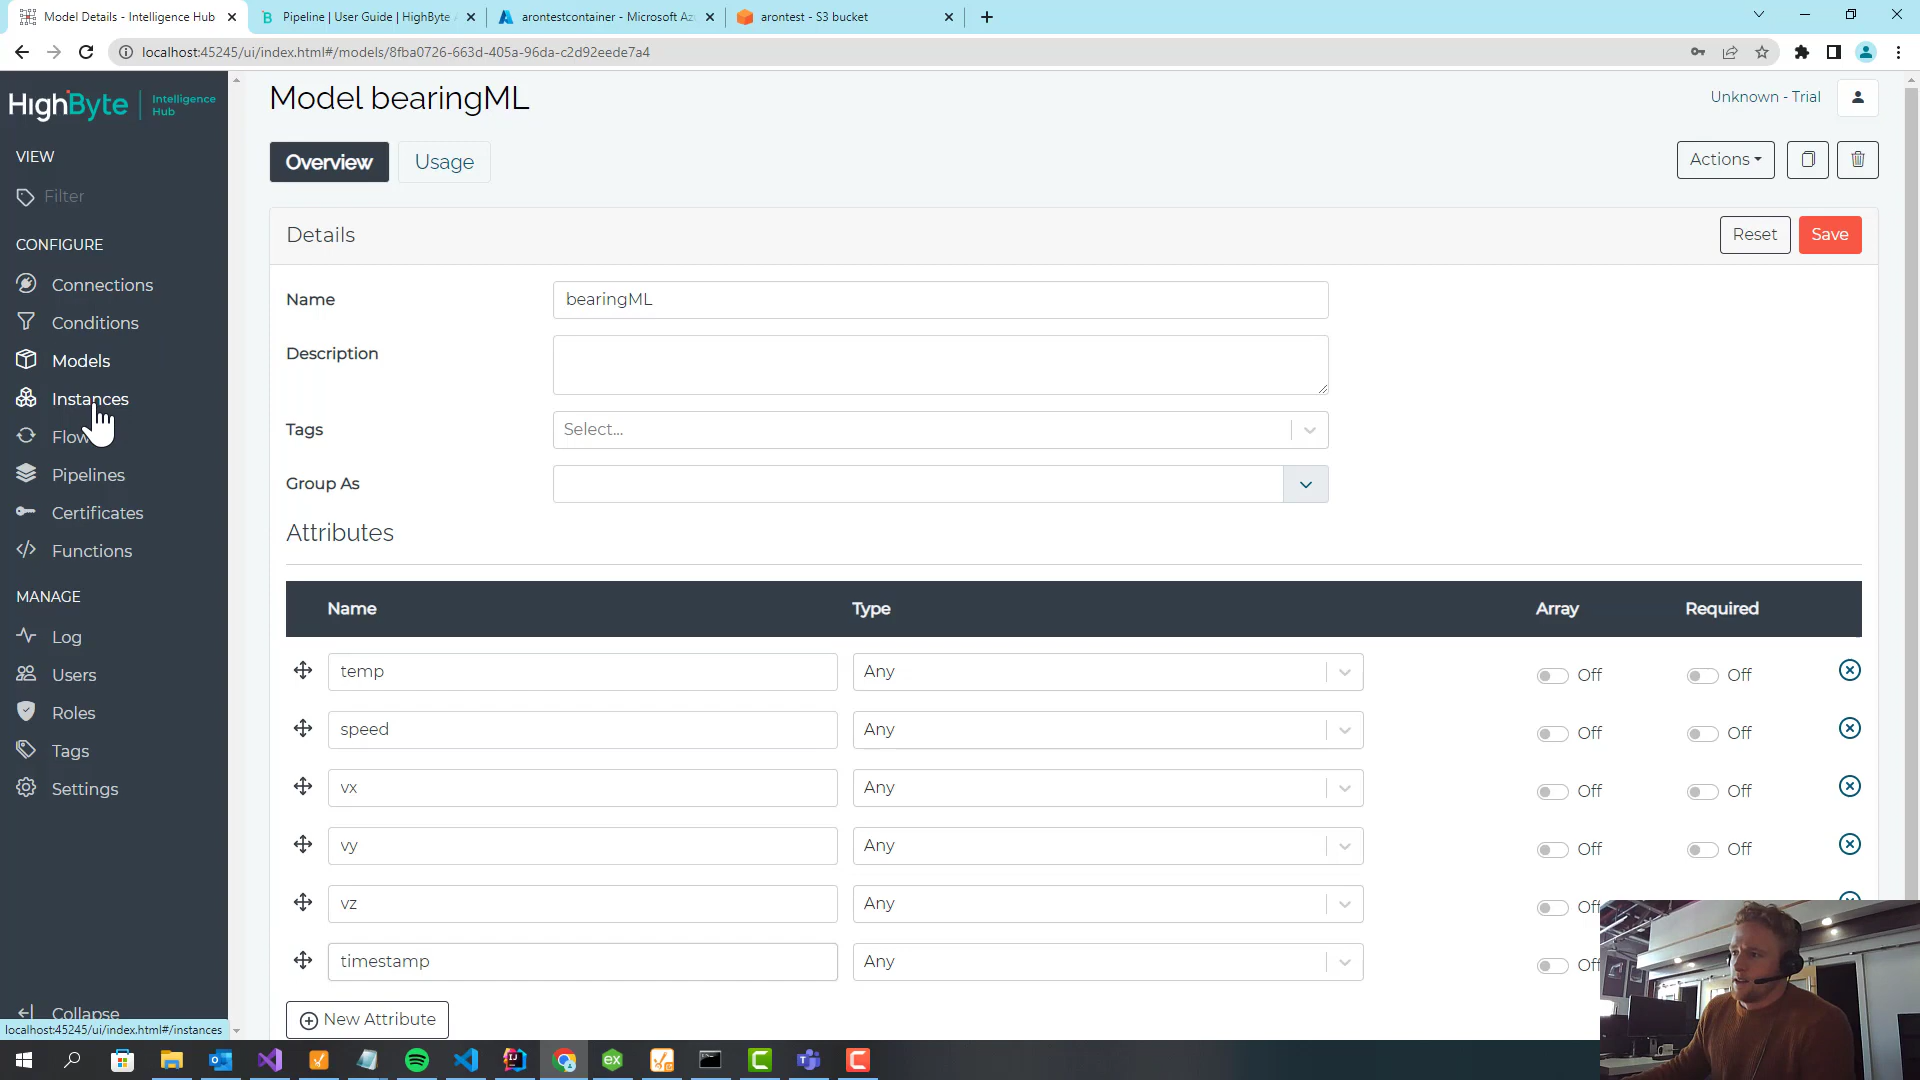 Model Details - Intelligence Hub
Pipeline | User Guide | HighByte
arontestcontainer - Microsoft Az
arontest - S3 bucket
localhost:45245/ui/index.html#/models/8fba0726-663d-405a-96da-c2d92eede7a4
HighByte
Intelligence
Hub
VIEW
Filter
CONFIGURE
Connections
Conditions
Models
Instances
Flow
Pipelines
Certificates
Functions
MANAGE
Log
Users
Roles
Tags
Settings
Collapse
localhost:45245/ui/index.html#/instances
Model bearingML
Unknown - Trial
Overview
Usage
Actions
Details
Reset
Save
Name
bearingML
Description
Tags
Select...
Group As
Attributes
Name Type Array Required
temp Any Off Off
speed Any Off Off
vx Any Off Off
vy Any Off Off
vz Any Off
timestamp Any Off
New Attribute